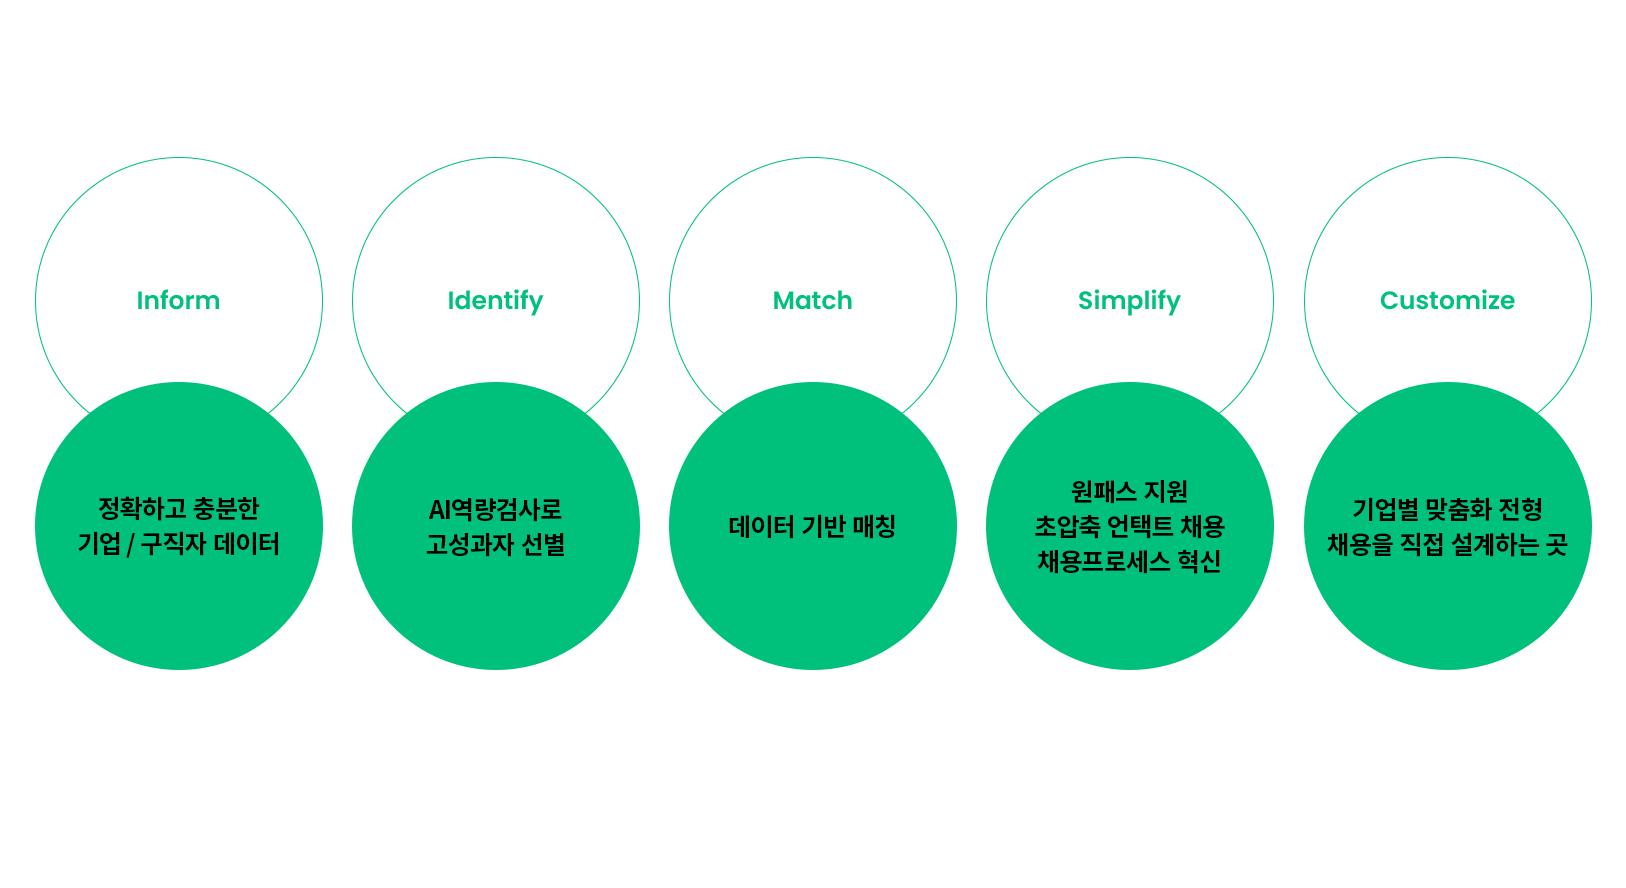 Inform
정확하고 충분한
기업 / 구직자 데이터
Identify
AI역량검사로
고성과자 선별
Match
데이터 기반 매칭
Simplify
원패스 지원
초압축 언택트 채용
채용프로세스 혁신
Customize
기업별 맞춤화 전형
채용을 직접 설계하는 곳